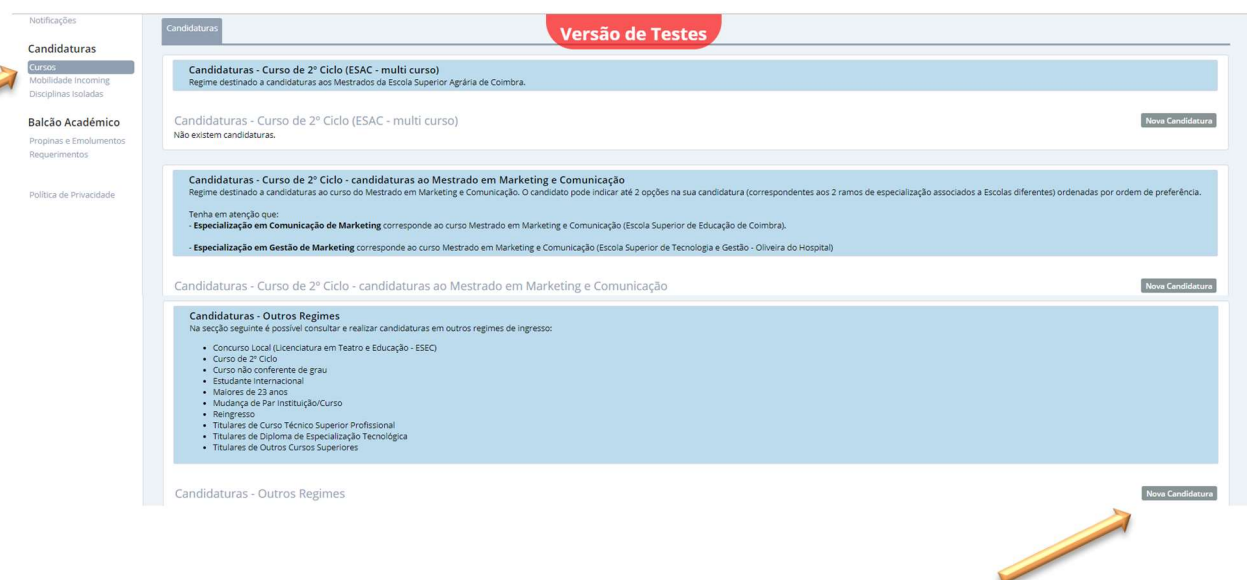 Notificações
Candidaturas
Cursos
Mobilidade Incoming
Disciplinas Isoladas
Balcão Académico
Propinas e Emolumentos
Requerimentos
Política de Privacidade
Candidaturas
Versão de Testes
Candidaturas - Curso de 2º Ciclo (ESAC - multi curso)
Regime destinado a candidaturas aos Mestrados da Escola Superior Agrária de Coimbra.
Candidaturas - Curso de 2º Ciclo (ESAC - multi curso)
Nova Candidatura
Não existem candidaturas.
Candidaturas - Curso de 2º Ciclo - candidaturas ao Mestrado em Marketing e Comunicação
Regime destinado a candidaturas ao curso do Mestrado em Marketing e Comunicação. O candidato pode indicar até 2 opções na sua candidatura (correspondentes aos 2 ramos de especialização associados a Escolas diferentes) ordenadas por ordem de preferência.
Tenha em atenção que:
- Especialização em Comunicação de Marketing corresponde ao curso Mestrado em Marketing e Comunicação (Escola Superior de Educação de Coimbra).
- Especialização em Gestão de Marketing corresponde ao curso Mestrado em Marketing e Comunicação (Escola Superior de Tecnologia e Gestão - Oliveira do Hospital)
Candidaturas - Curso de 2º Ciclo - candidaturas ao Mestrado em Marketing e Comunicação
Nova Candidatura
Candidaturas - Outros Regimes
Na secção seguinte é possível consultar e realizar candidaturas em outros regimes de ingresso:
• Concurso Local (Licenciatura em Teatro e Educação - ESEC)
• Curso de 2º Ciclo
• Curso não conferente de grau
• Estudante Internacional
• Maiores de 23 anos
• Mudança de Par Instituição/Curso
• Reingresso
• Titulares de Curso Técnico Superior Profissional
• Titulares de Diploma de Especialização Tecnológica
• Titulares de Outros Cursos Superiores
Candidaturas - Outros Regimes
Nova Candidatura